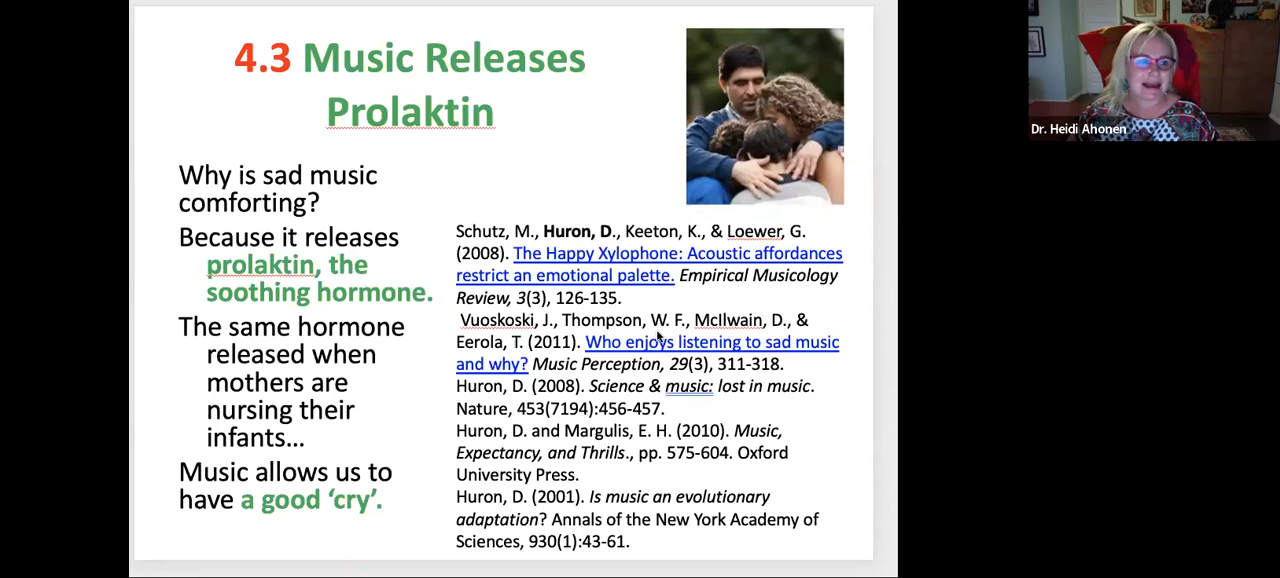 4.3 Music Releases
Prolaktin
Why is sad music
comforting?
Because it releases
prolaktin, the
soothing hormone.
The same hormone
released when
mothers are
nursing their
infants...
Music allows us to
have a good ‘cry’.
Schutz, M., Huron, D., Keeton, K., & Loewer, G.
(2008). The Happy Xylophone: Acoustic affordances
restrict an emotional palette. Empirical Musicology
Review, 3(3), 126-135.
Vuoskoski, J., Thompson, W. F., McIlwain, D., &
Eerola, T. (2011). Who enjoys listening to sad music
and why? Music Perception, 29(3), 311-318.
Huron, D. (2008). Science & music: lost in music.
Nature, 453(7194):456-457.
Huron, D. and Margulis, E. H. (2010). Music,
Expectancy, and Thrills., pp. 575-604. Oxford
University Press.
Huron, D. (2001). Is music an evolutionary
adaptation? Annals of the New York Academy of
Sciences, 930(1):43-61.
Dr. Heidi Ahonen